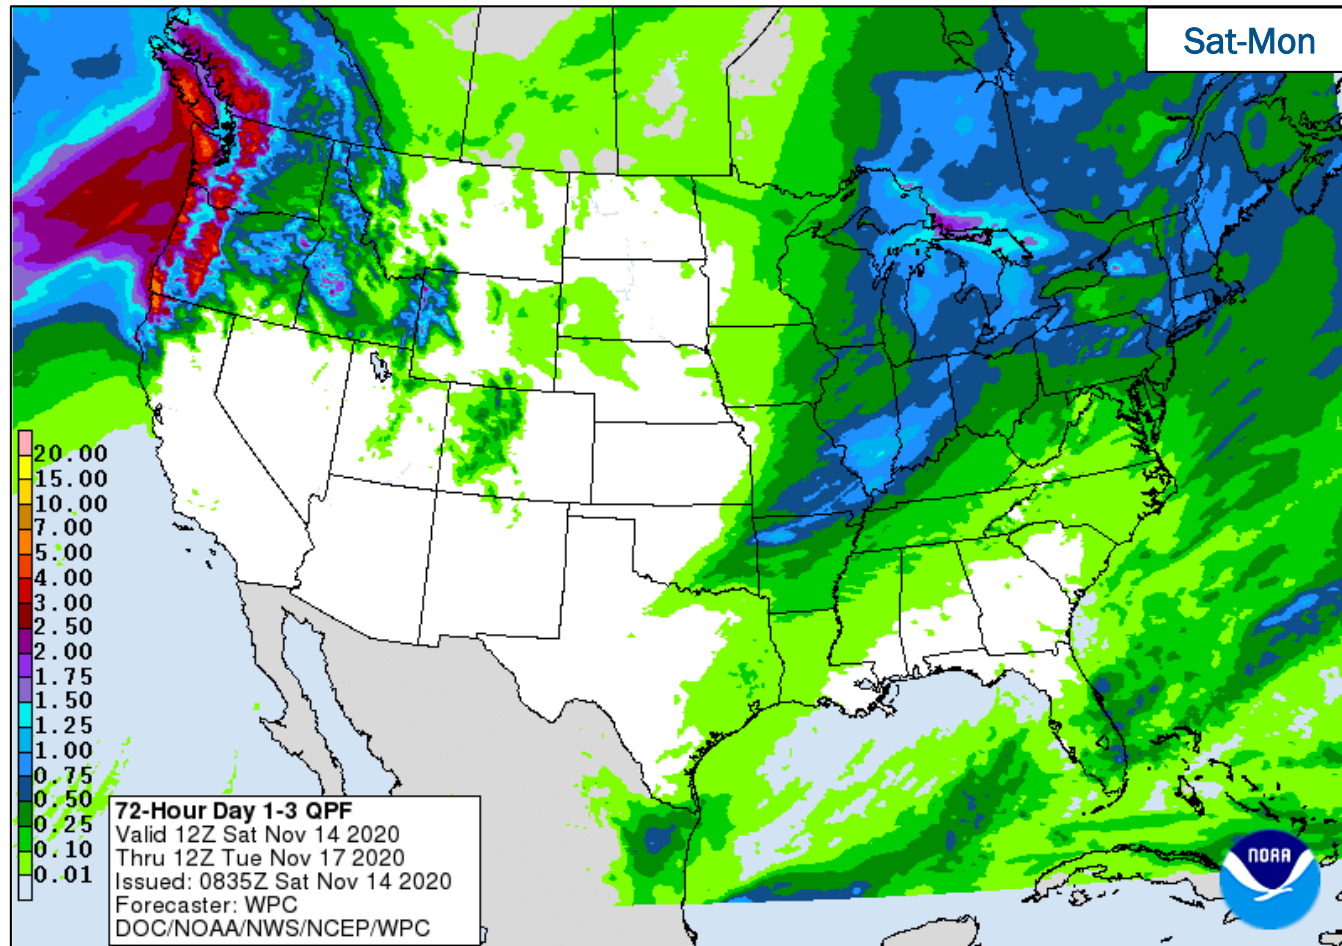 Sat-Mon
20.00
15.00
10.00
7.00
5.00
4.00
3.00
2.50
2.00
1.75
1.50
1.25
1.00
0.75
0.50
0.25
0.10
0.01
72-Hour Day 1-3 QPF
Valid 12Z Sat Nov 14 2020
Thru 12Z Tue Nov 17 2020
Issued: 0835Z Sat Nov 14 2020
Forecaster: WPC
DOC/NOAA/NWS/NCEP/WPC
NOAA